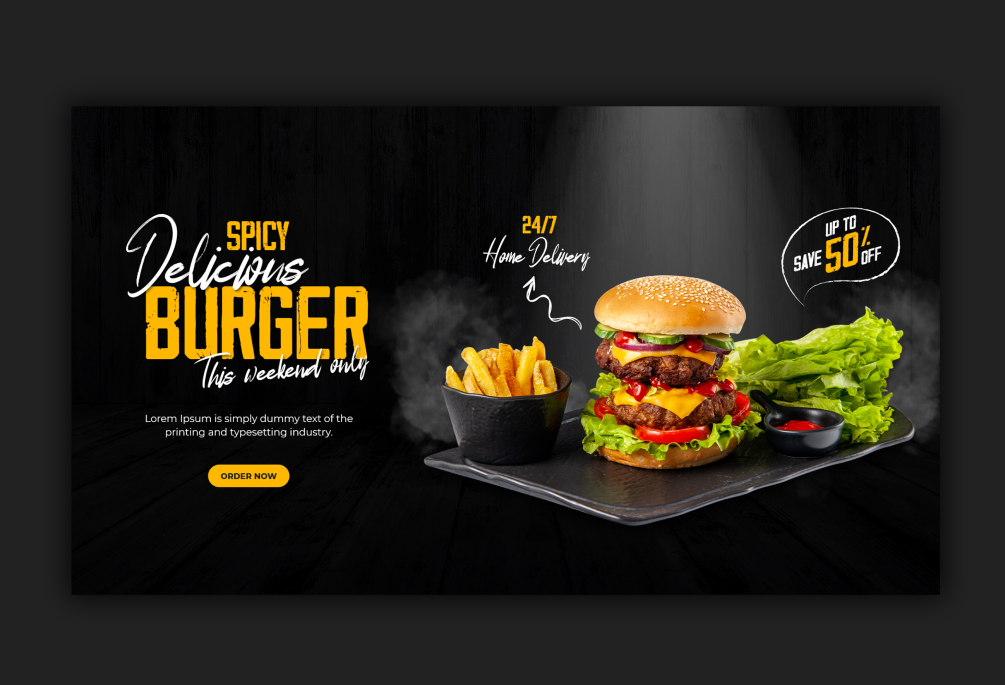 SPICY
Delicious
BURGER
This weekend only
Lorem Ipsum is simply dummy text of the
printing and typesetting industry.
ORDER NOW
24/7
Home Delivery
UP TO
SAVE 50% OFF